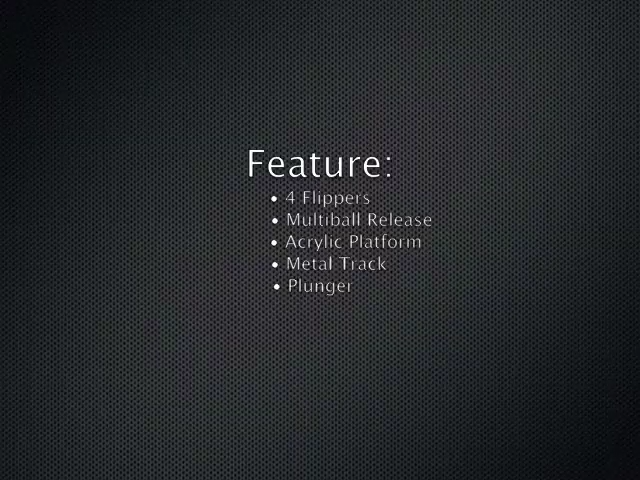 Feature:
• 4 Flippers
• Multiball Release
• Acrylic Platform
• Metal Track
• Plunger